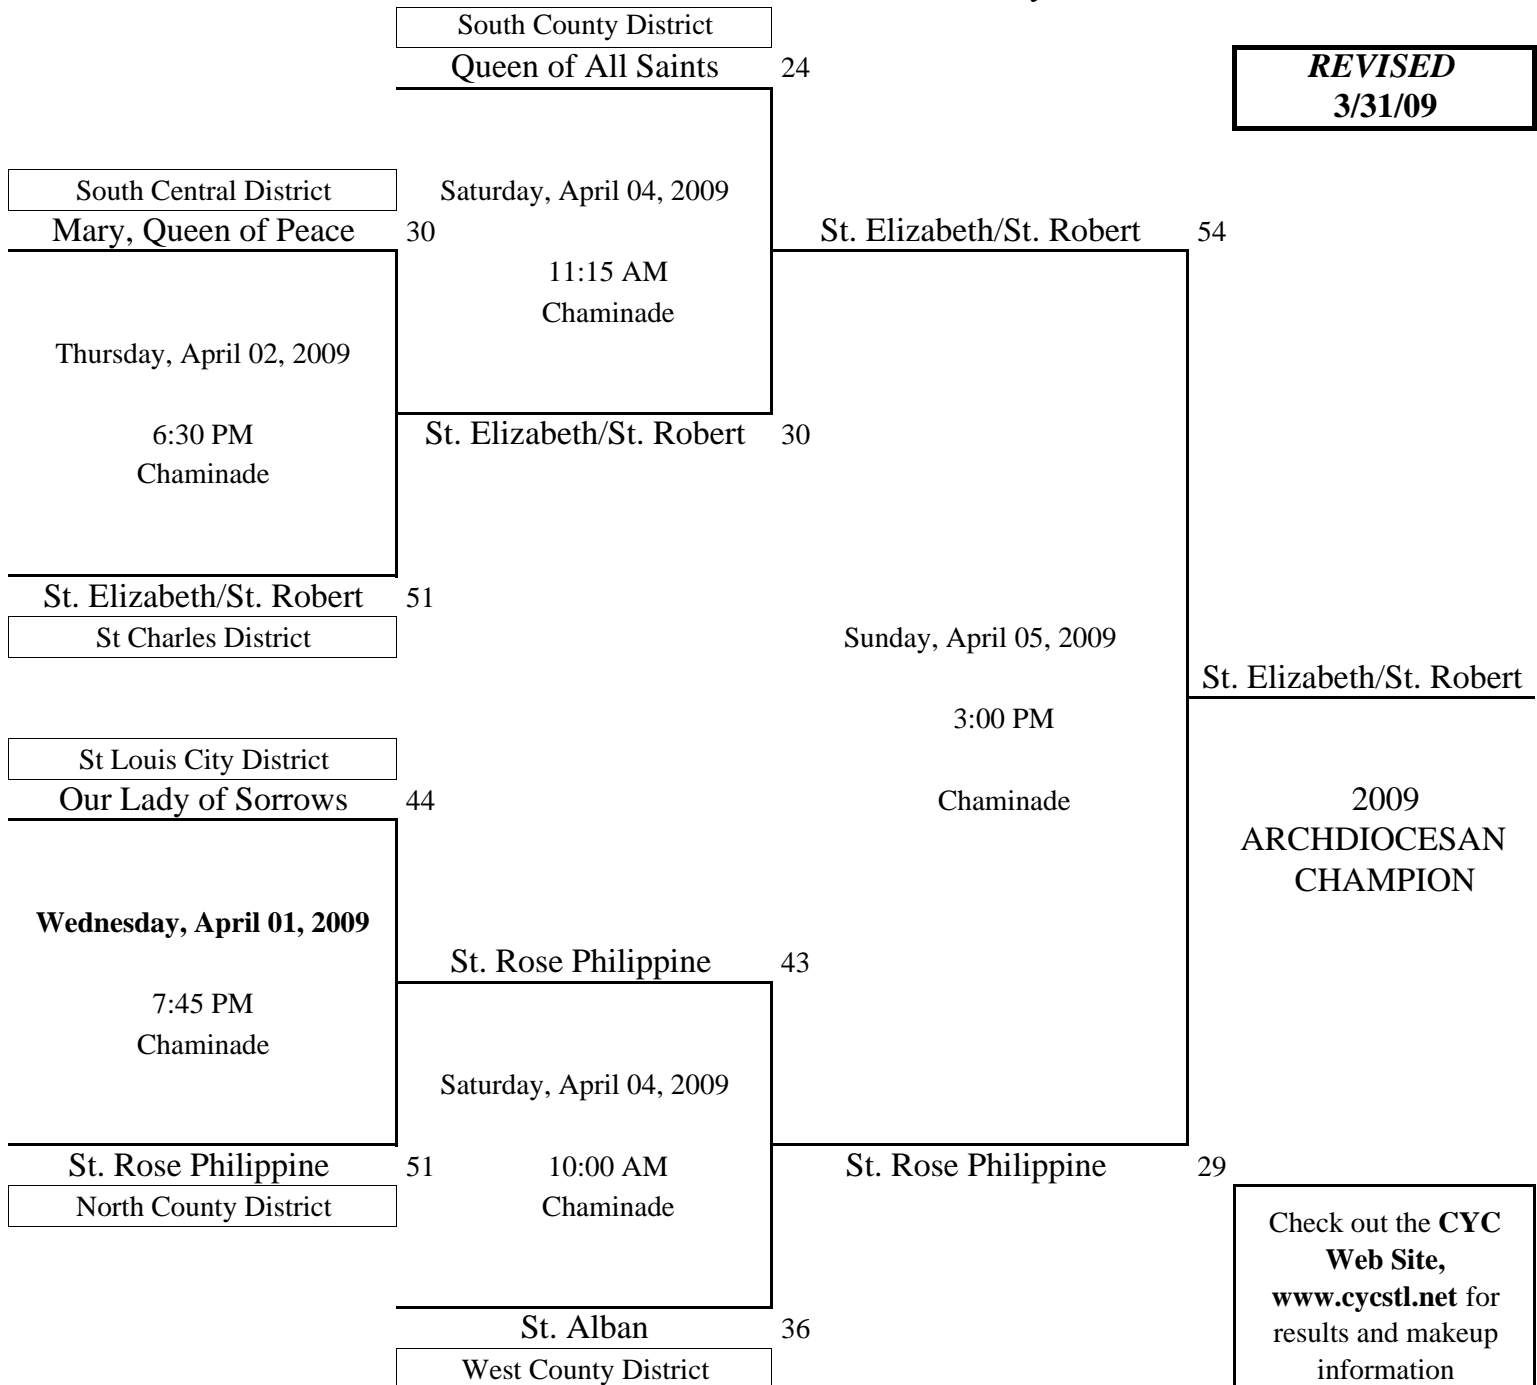 South County District
Queen of All Saints 24
REVISED
3/31/09
South Central District
Mary, Queen of Peace 30
Saturday, April 04, 2009
11:15 AM
Chaminade
St. Elizabeth/St. Robert 54
Thursday, April 02, 2009
6:30 PM
Chaminade
St. Elizabeth/St. Robert 30
St. Elizabeth/St. Robert 51
St Charles District
Sunday, April 05, 2009
3:00 PM
Chaminade
St. Elizabeth/St. Robert
2009
ARCHDIOCESAN
CHAMPION
St Louis City District
Our Lady of Sorrows 44
Wednesday, April 01, 2009
7:45 PM
Chaminade
St. Rose Philippine 43
St. Rose Philippine 51
North County District
Saturday, April 04, 2009
10:00 AM
Chaminade
St. Rose Philippine 29
St. Alban 36
West County District
Check out the CYC
Web Site,
www.cycstl.net for
results and makeup
information